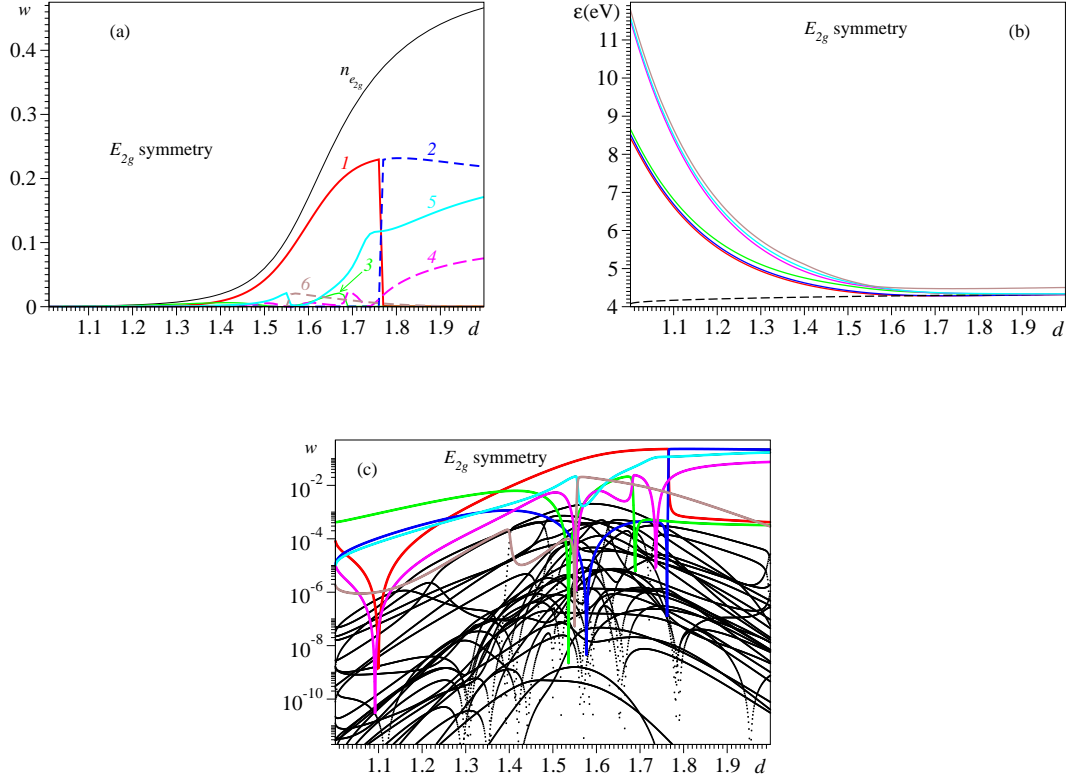 w
(a)
0.4
n_{e_{2g}}
0.3
E_{2g} symmetry
1
2
0.2
5
0.1
3
4
6
0
1.1 1.2 1.3 1.4 1.5 1.6 1.7 1.8 1.9 d
ε(eV)
E_{2g} symmetry
(b)
11
10
9
8
7
6
5
4
1.1 1.2 1.3 1.4 1.5 1.6 1.7 1.8 1.9 d
w
(c)
E_{2g} symmetry
10^{-2}
10^{-4}
10^{-6}
10^{-8}
10^{-10}
1.1 1.2 1.3 1.4 1.5 1.6 1.7 1.8 1.9 d